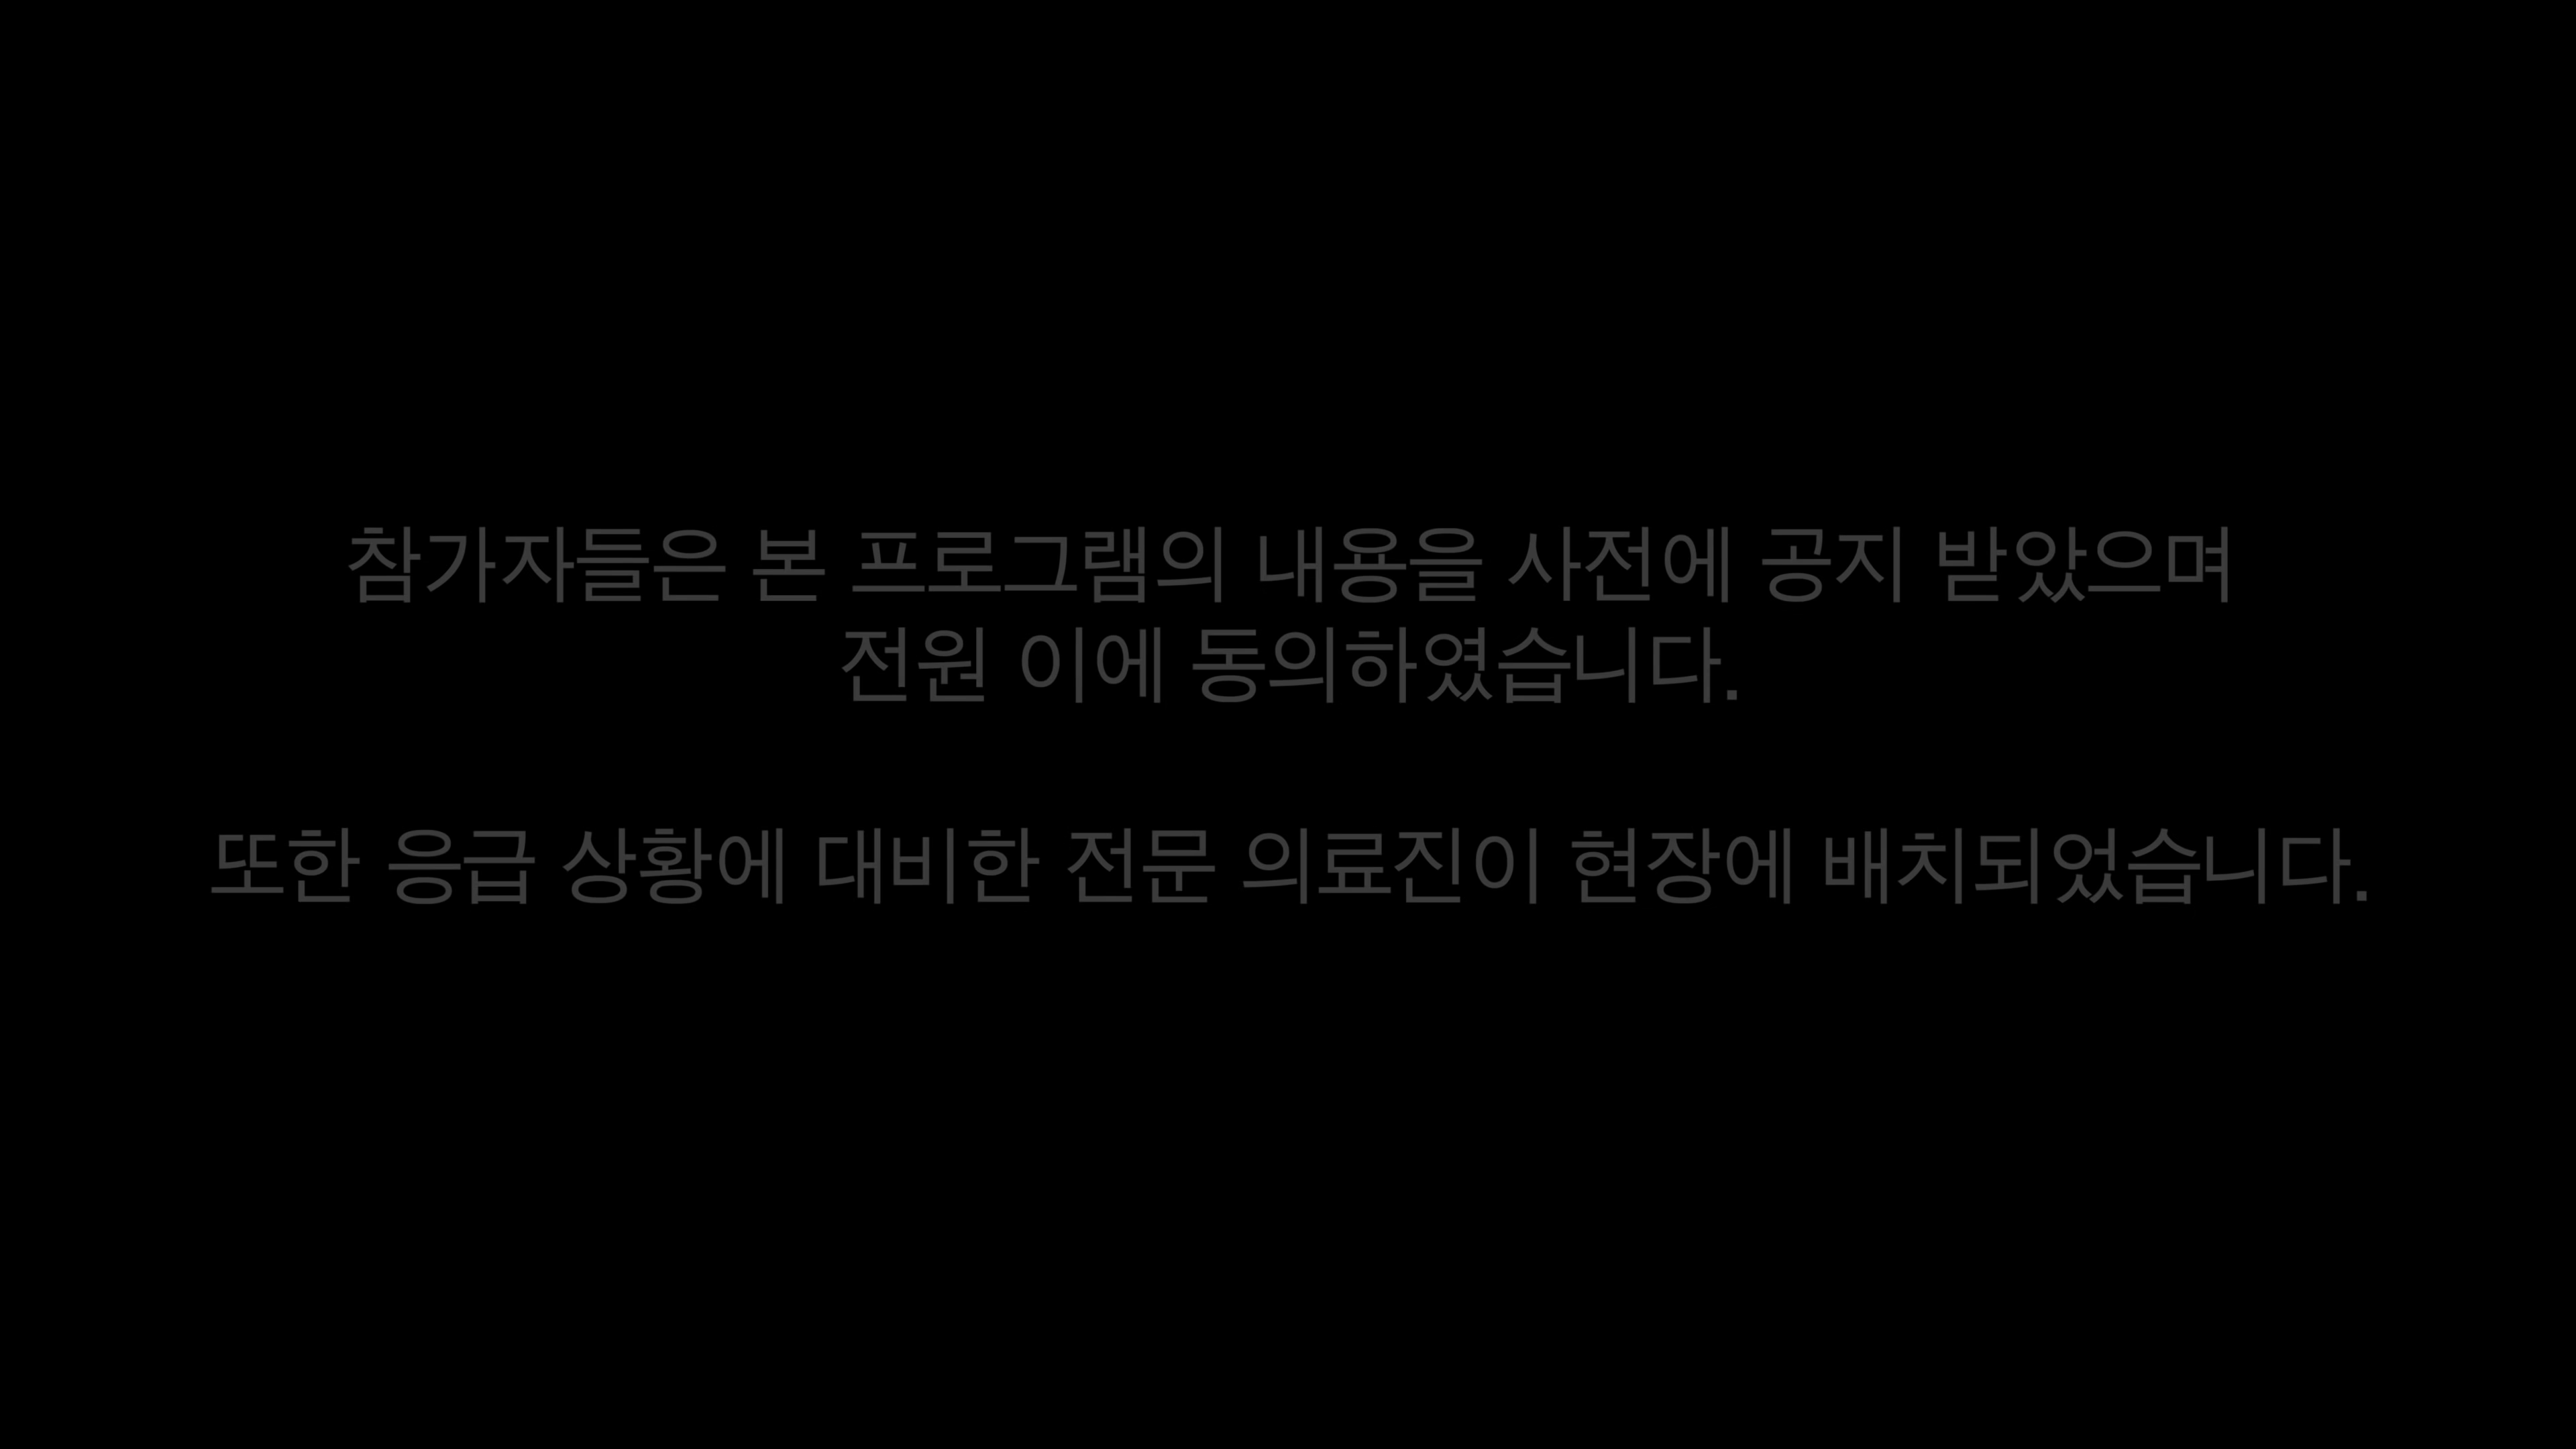 참가자들은 본 프로그램의 내용을 사전에 공지 받았으며
전원 이에 동의하였습니다.
또한 응급 상황에 대비한 전문 의료진이 현장에 배치되었습니다.